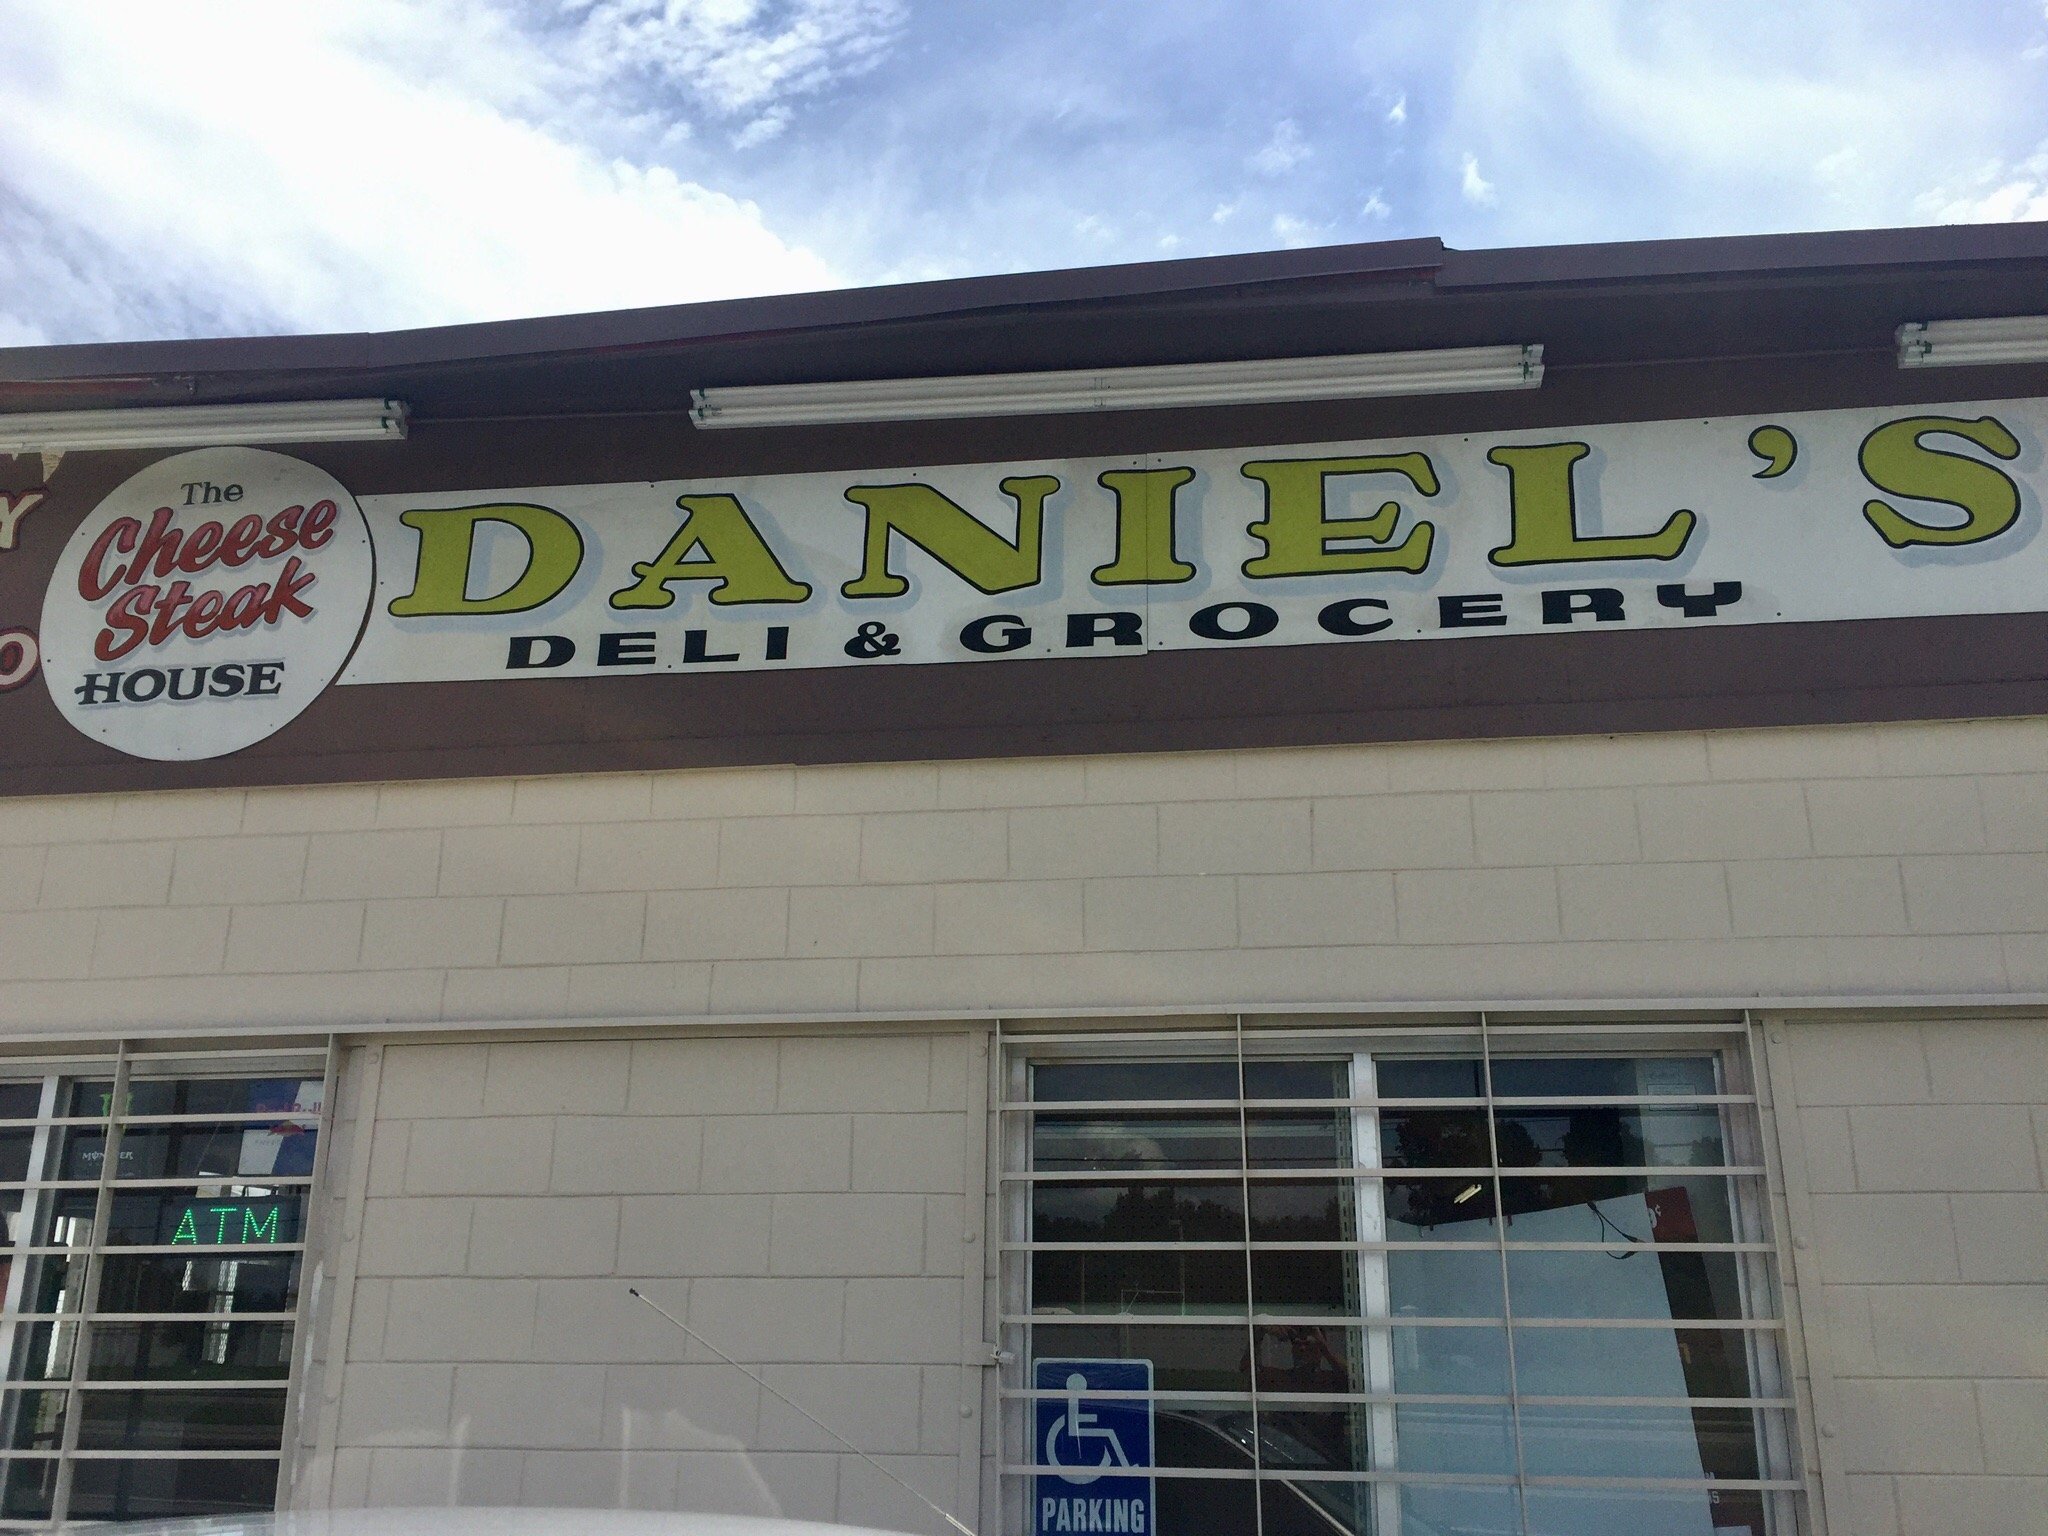 The
Cheese
Steak
HOUSE
DANIEL'S
DELI & GROCERY
ATM
PARKING